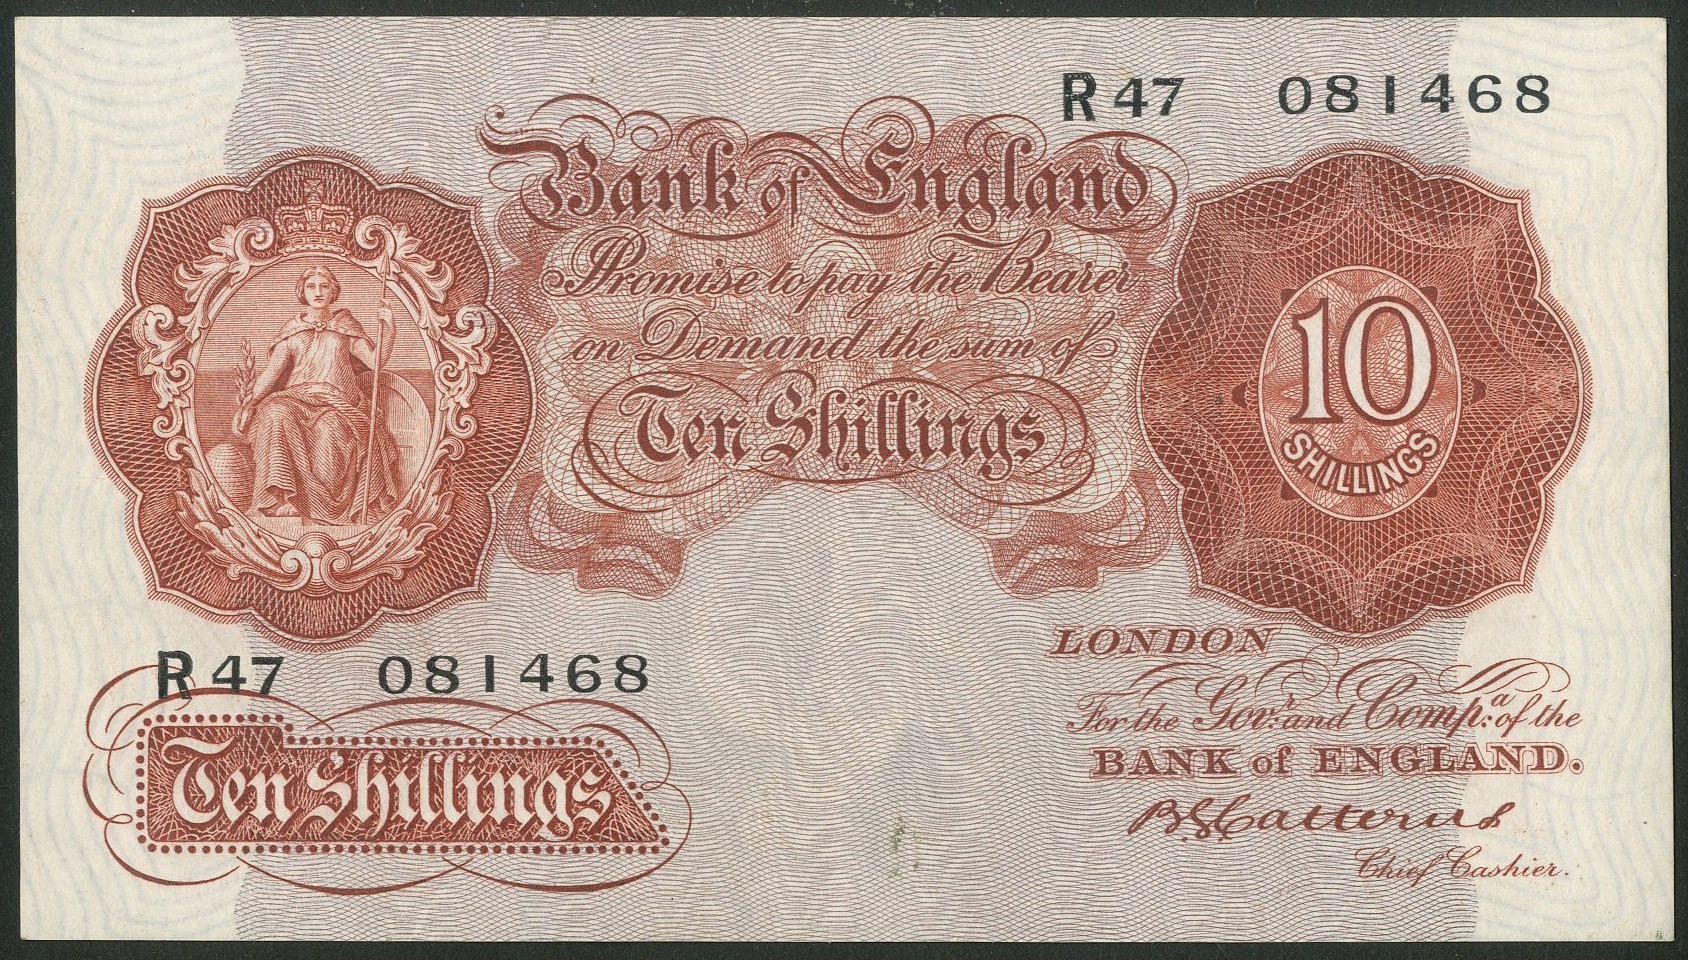 R47 081468
Bank of England
Promise to pay the Bearer
on Demand the sum of
Ten Shillings
10
SHILLINGS
R47 081468
Ten Shillings
LONDON
For the Govr: and Compa: of the
BANK of ENGLAND.
B G Catterns
Chief Cashier.